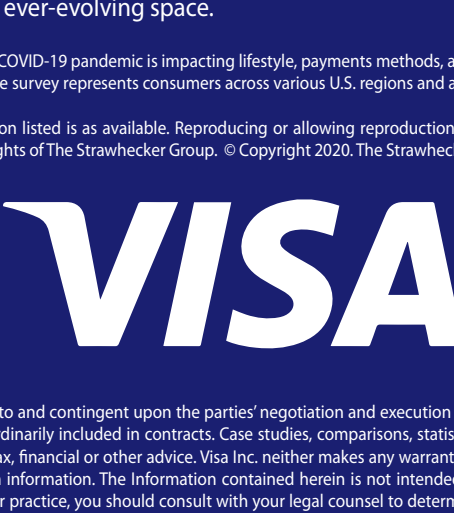 ever-evolving space.
COVID-19 pandemic is impacting lifestyle, payments methods, a
e survey represents consumers across various U.S. regions and a
on listed is as available. Reproducing or allowing reproduction
ghts of The Strawhecker Group. © Copyright 2020. The Strawhec
VISA
to and contingent upon the parties’ negotiation and execution
rdinarily included in contracts. Case studies, comparisons, statis
ax, financial or other advice. Visa Inc. neither makes any warrant
n information. The Information contained herein is not intended
r practice, you should consult with your legal counsel to determ